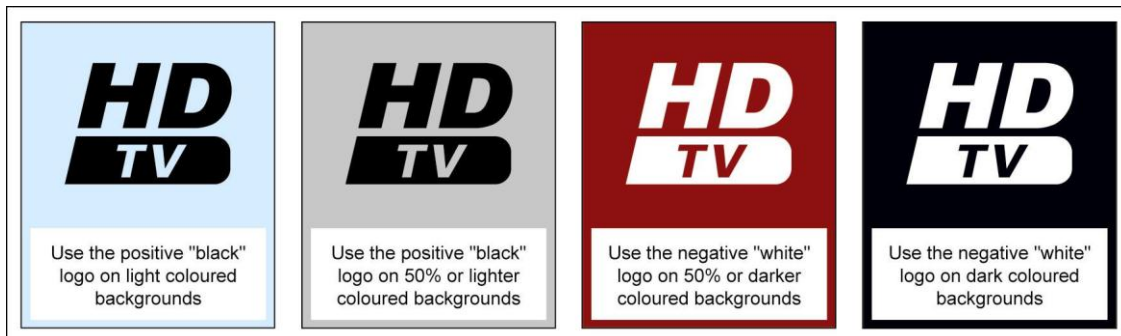 HD
TV
Use the positive "black"
logo on light coloured
backgrounds
HD
TV
Use the positive "black"
logo on 50% or lighter
coloured backgrounds
HD
TV
Use the negative "white"
logo on 50% or darker
coloured backgrounds
HD
TV
Use the negative "white"
logo on dark coloured
backgrounds